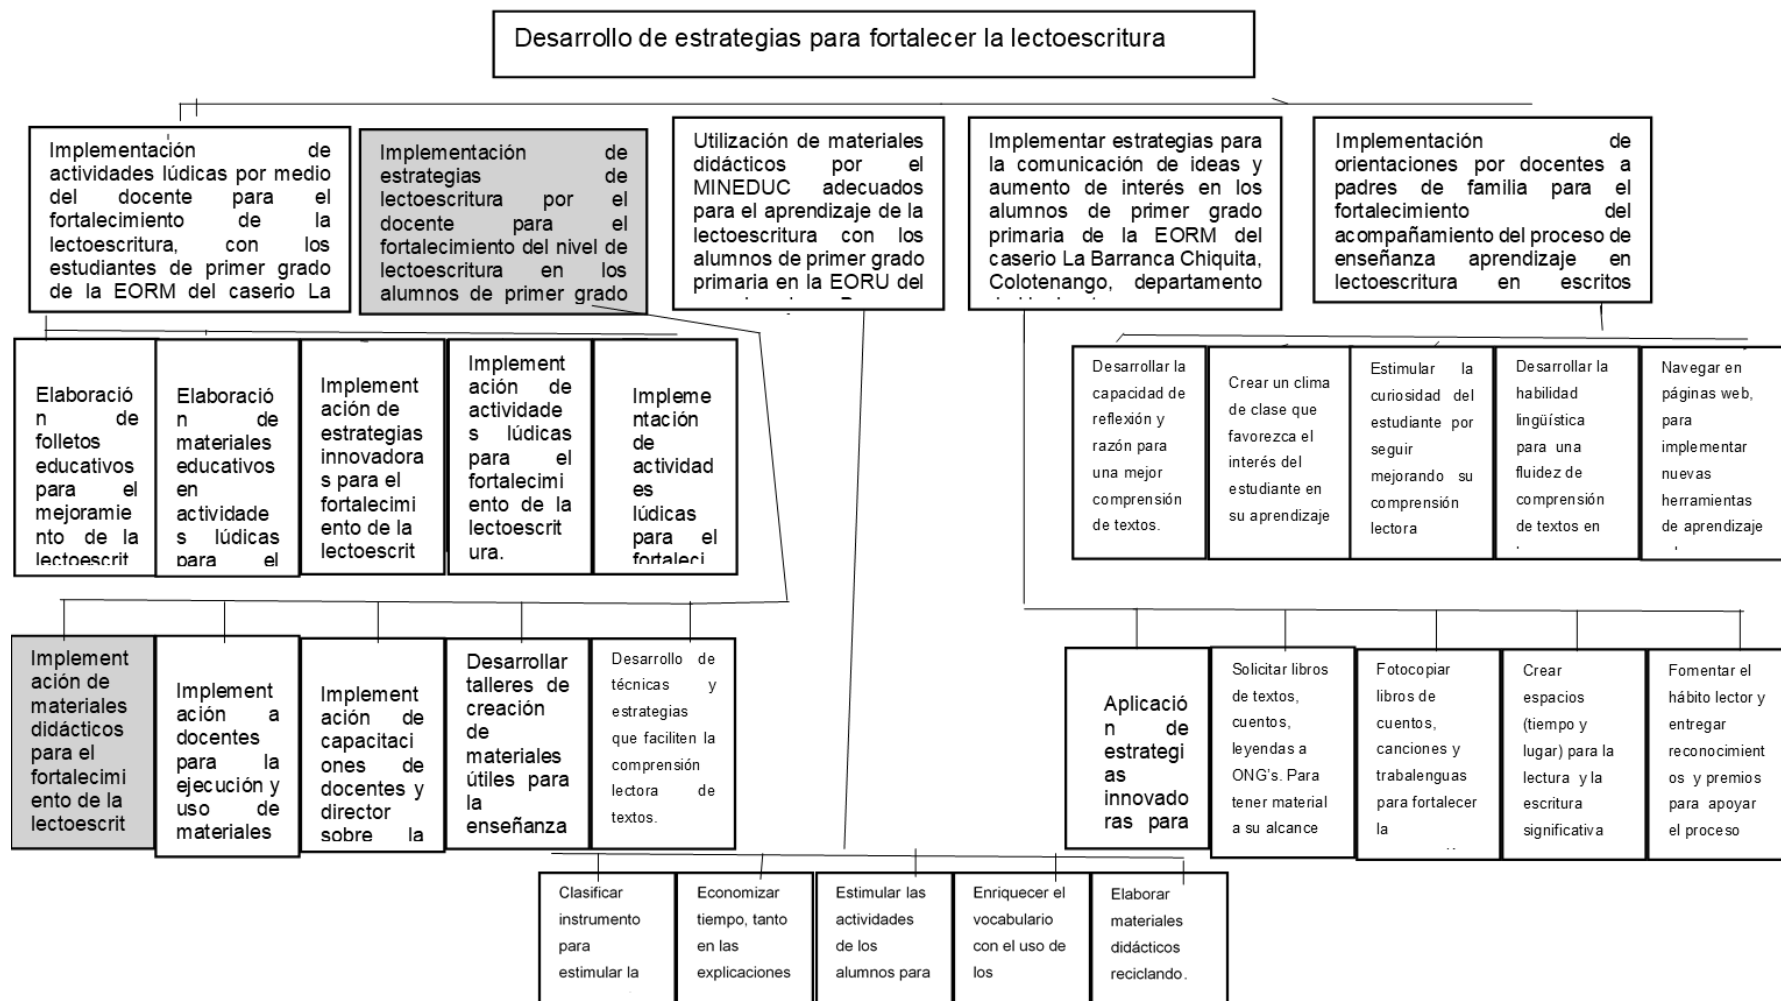 Desarrollo de estrategias para fortalecer la lectoescritura
Implementación de
actividades lúdicas por medio
del docente para el
fortalecimiento de la
lectoescritura, con los
estudiantes de primer grado
de la EORM del caserio La
Implementación de
estrategias de
lectoescritura por el
docente para el
fortalecimiento del nivel de
lectoescritura en los
alumnos de primer grado
Utilización de materiales
didácticos por el
MINEDUC adecuados
para el aprendizaje de la
lectoescritura con los
alumnos de primer grado
primaria en la EORU del
Implementar estrategias para
la comunicación de ideas y
aumento de interés en los
alumnos de primer grado
primaria de la EORM del
caserio La Barranca Chiquita,
Colotenango, departamento
Implementación de
orientaciones por docentes a
padres de familia para el
fortalecimiento del
acompañamiento del proceso de
enseñanza aprendizaje en
lectoescritura en escritos
Elaboració
n de
folletos
educativos
para el
mejoramie
nto de la
lectoescrit
Elaboració
n de
materiales
educativos
en
actividade
s lúdicas
para el
Implement
ación de
estrategias
innovadora
s para el
fortalecimi
ento de la
lectoescrit
Implement
ación de
actividade
s lúdicas
para el
fortalecimi
ento de la
lectoescrit
ura.
Impleme
ntación
de
actividad
es
lúdicas
para el
fortaleci
Desarrollar la
capacidad de
reflexión y
razón para
una mejor
comprensión
de textos.
Crear un clima
de clase que
favorezca el
interés del
estudiante en
su aprendizaje
Estimular la
curiosidad del
estudiante por
seguir
mejorando su
comprensión
lectora
Desarrollar la
habilidad
lingüística
para una
fluidez de
comprensión
de textos en
Navegar en
páginas web,
para
implementar
nuevas
herramientas
de aprendizaje
Implement
ación de
materiales
didácticos
para el
fortalecimi
ento de la
lectoescrit
Implement
ación a
docentes
para la
ejecución y
uso de
materiales
Implement
ación de
capacitaci
ones de
docentes y
director
sobre la
Desarrollar
talleres de
creación
de
materiales
útiles para
la
enseñanza
Desarrollo de
técnicas y
estrategias
que faciliten la
comprensión
lectora de
textos.
Aplicació
n de
estrategi
as
innovado
ras para
Solicitar libros
de textos,
cuentos,
leyendas a
ONG's. Para
tener material
a su alcance
Fotocopiar
libros de
cuentos,
canciones y
trabalenguas
para fortalecer
la
Crear
espacios
(tiempo y
lugar) para la
lectura y la
escritura
significativa
Fomentar el
hábito lector y
entregar
reconocimient
os y premios
para apoyar
el proceso
Clasificar
instrumento
para
estimular la
Economizar
tiempo, tanto
en las
explicaciones
Estimular las
actividades
de los
alumnos para
Enriquecer el
vocabulario
con el uso de
los
Elaborar
materiales
didácticos
reciclando.